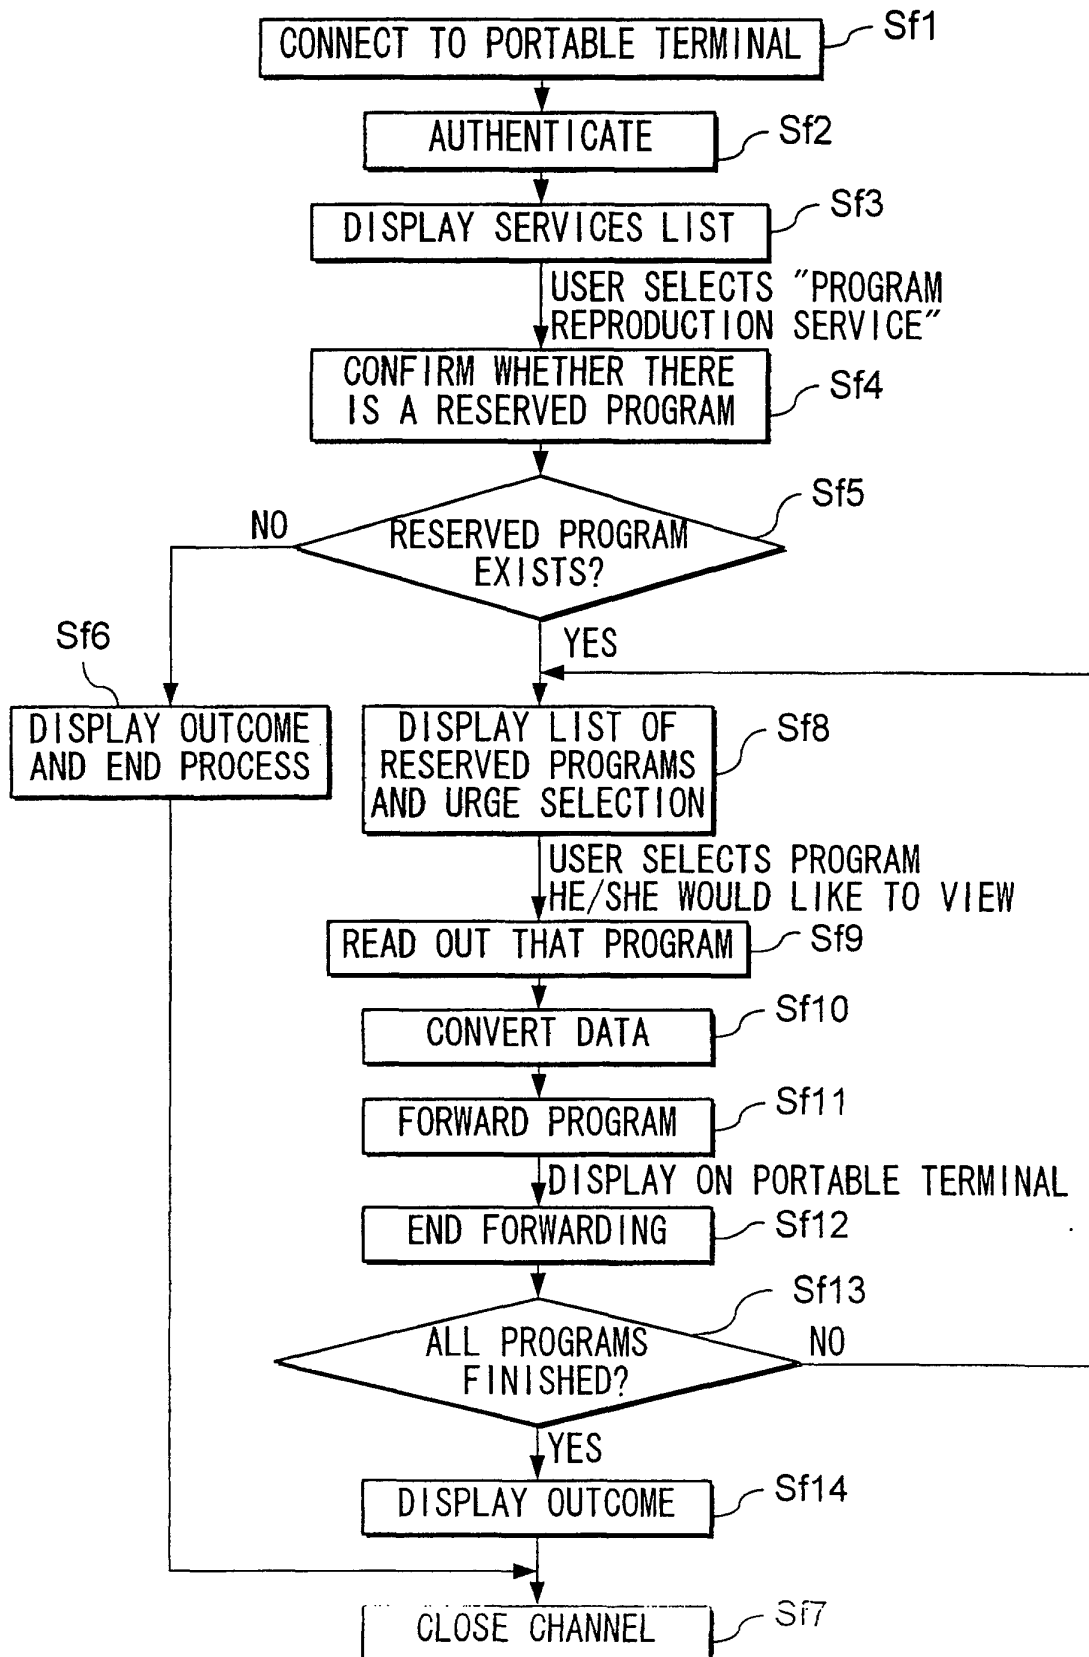 CONNECT TO PORTABLE TERMINAL
Sf1
AUTHENTICATE
Sf2
DISPLAY SERVICES LIST
Sf3
USER SELECTS "PROGRAM
REPRODUCTION SERVICE"
CONFIRM WHETHER THERE
IS A RESERVED PROGRAM
Sf4
RESERVED PROGRAM
EXISTS?
Sf5
NO
YES
Sf6
DISPLAY OUTCOME
AND END PROCESS
DISPLAY LIST OF
RESERVED PROGRAMS
AND URGE SELECTION
Sf8
USER SELECTS PROGRAM
HE/SHE WOULD LIKE TO VIEW
READ OUT THAT PROGRAM
Sf9
CONVERT DATA
Sf10
FORWARD PROGRAM
Sf11
DISPLAY ON PORTABLE TERMINAL
END FORWARDING
Sf12
ALL PROGRAMS
FINISHED?
Sf13
NO
YES
DISPLAY OUTCOME
Sf14
CLOSE CHANNEL
Sf7